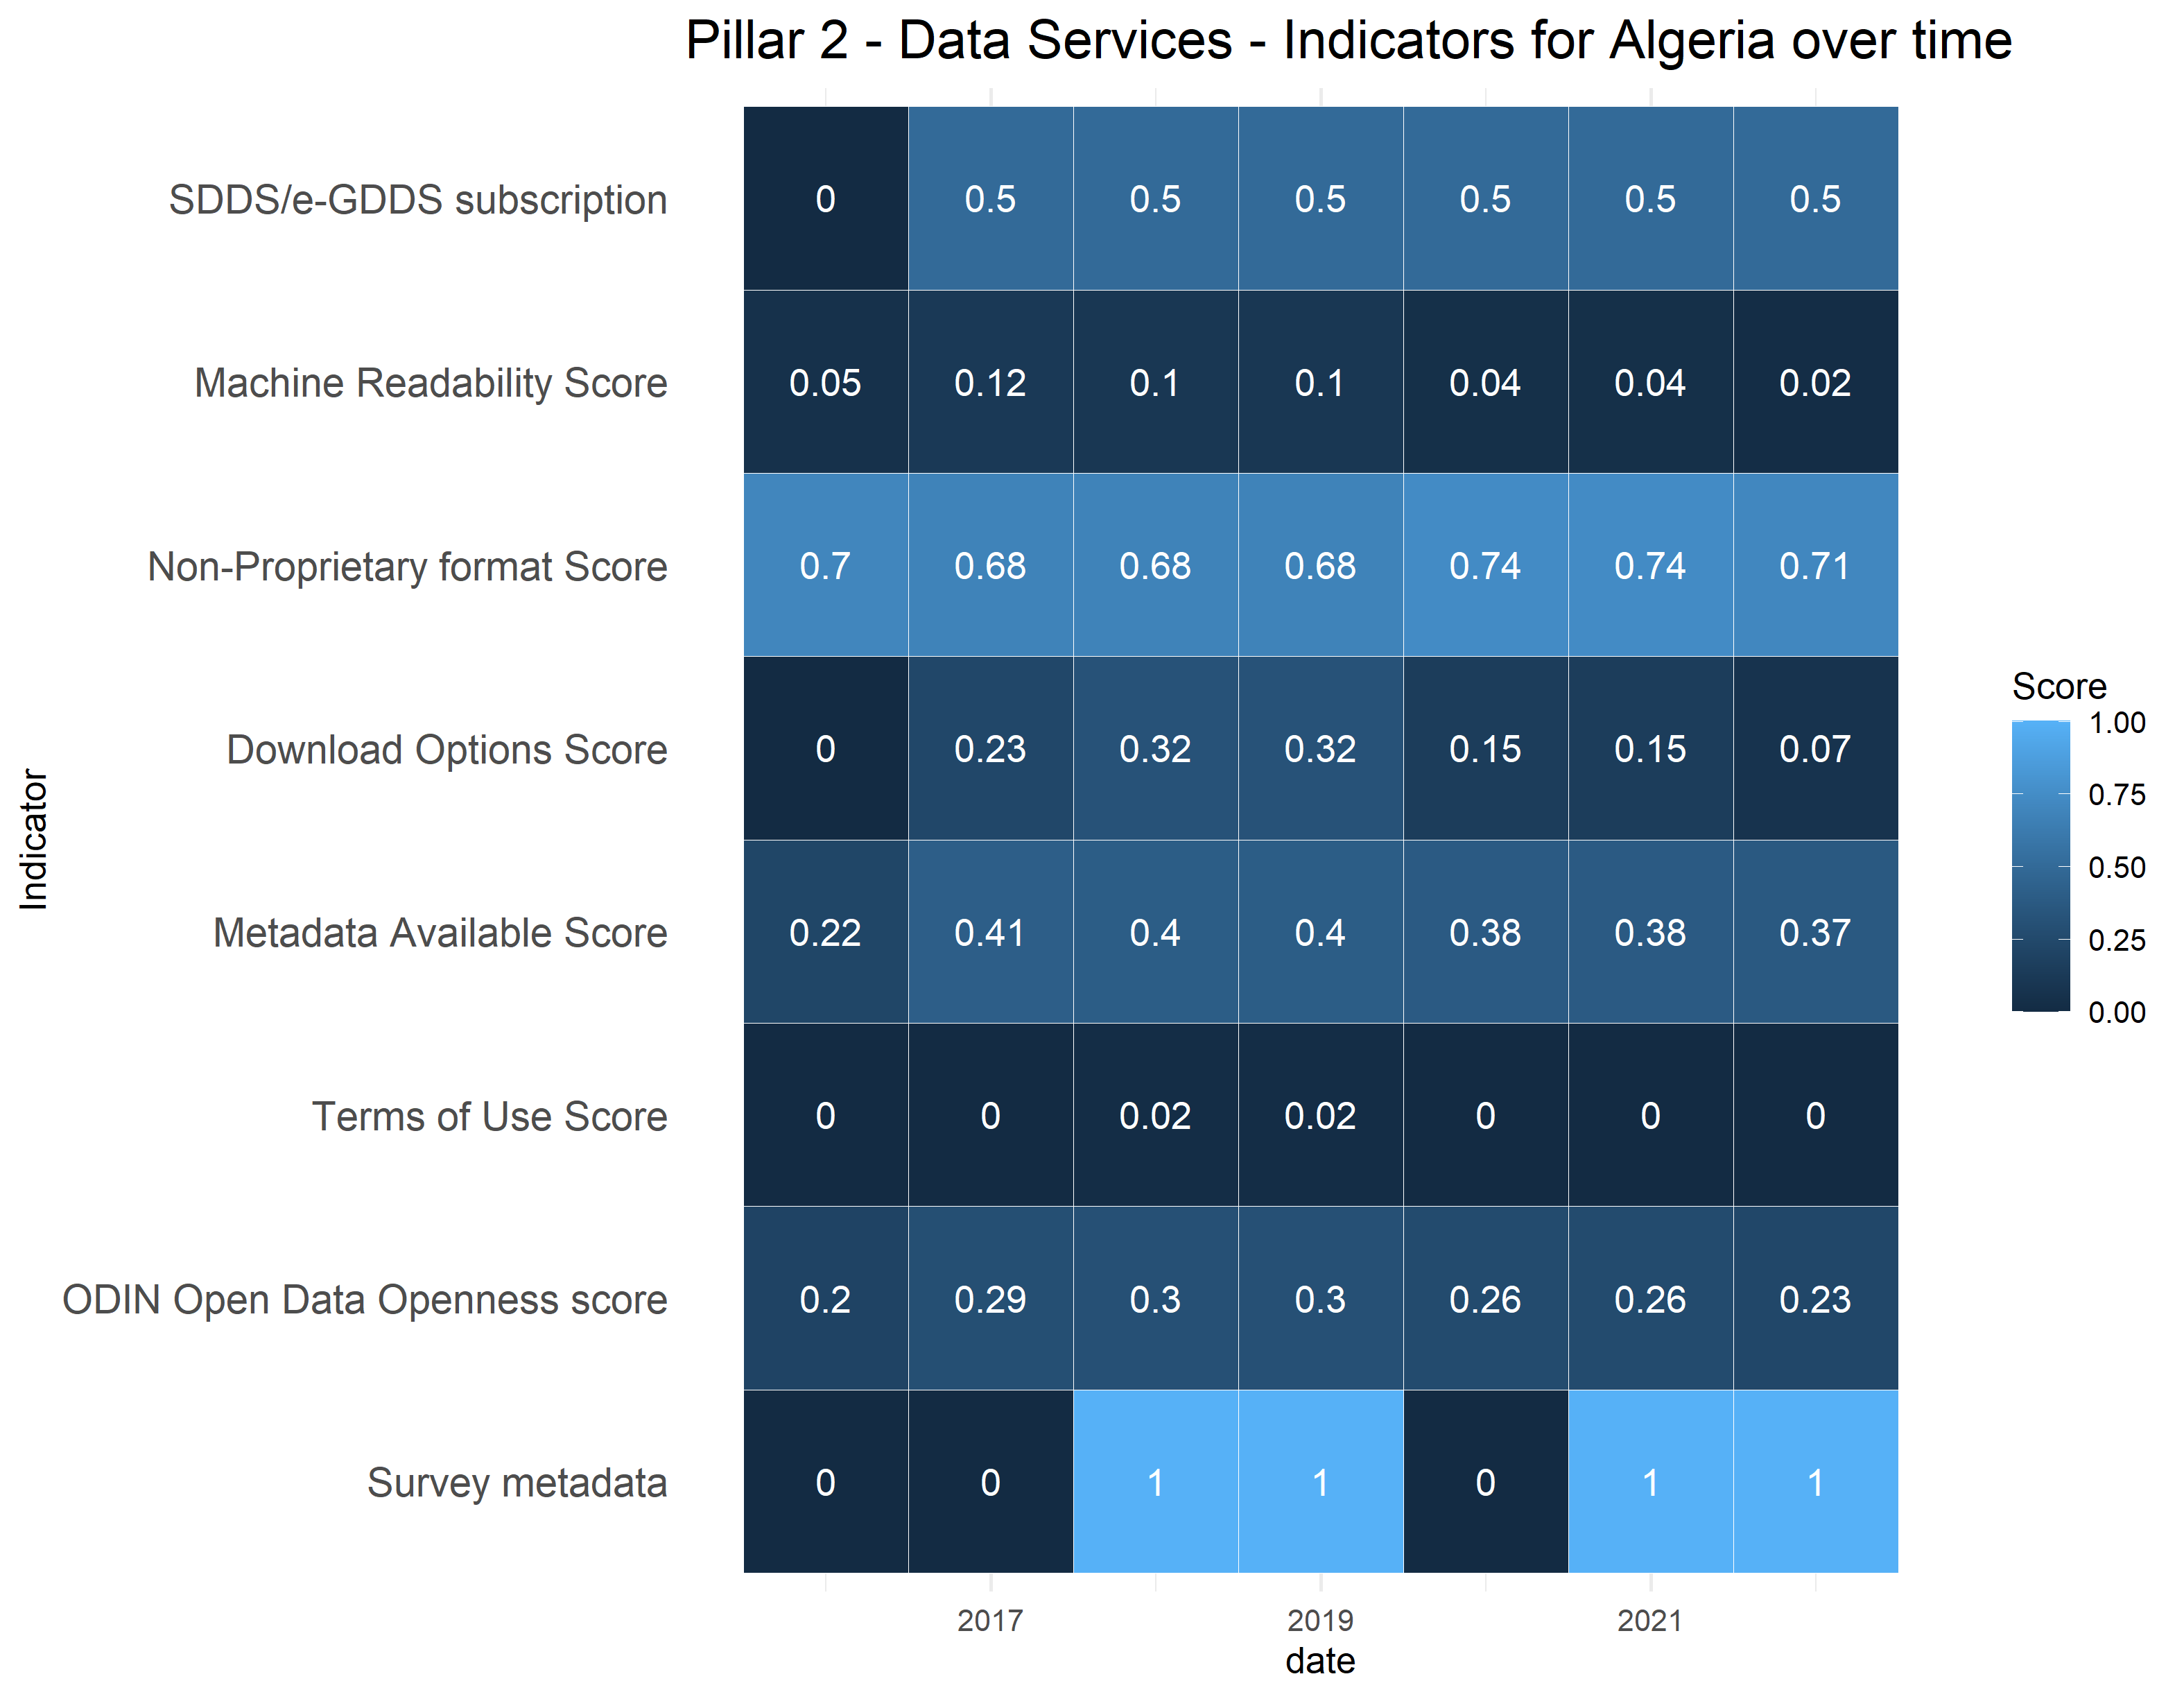 Pillar 2 - Data Services - Indicators for Algeria over time
Indicator
SDDS/e-GDDS subscription 0 0.5 0.5 0.5 0.5 0.5 0.5
Machine Readability Score 0.05 0.12 0.1 0.1 0.04 0.04 0.02
Non-Proprietary format Score 0.7 0.68 0.68 0.68 0.74 0.74 0.71
Download Options Score 0 0.23 0.32 0.32 0.15 0.15 0.07
Metadata Available Score 0.22 0.41 0.4 0.4 0.38 0.38 0.37
Terms of Use Score 0 0 0.02 0.02 0 0 0
ODIN Open Data Openness score 0.2 0.29 0.3 0.3 0.26 0.26 0.23
Survey metadata 0 0 1 1 0 1 1
2017 2019 2021
date
Score
1.00
0.75
0.50
0.25
0.00